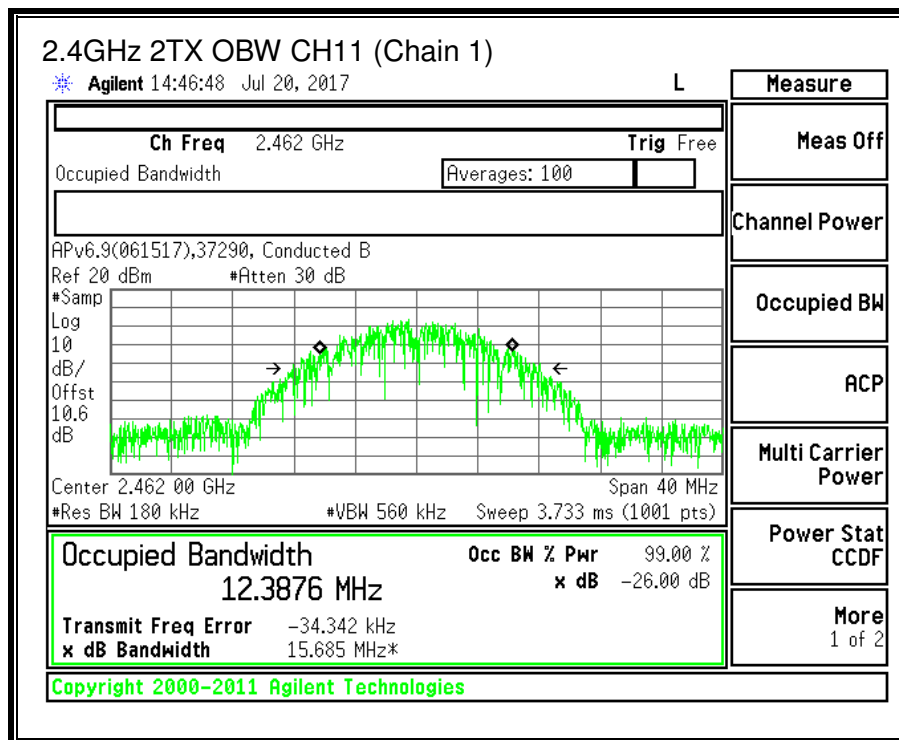 2.4GHz 2TX OBW CH11 (Chain 1)
Agilent 14:46:48 Jul 20, 2017 L
Measure
Ch Freq 2.462 GHz Trig Free
Meas Off
Occupied Bandwidth Averages: 100
Channel Power
APv6.9(061517),37290, Conducted B
Ref 20 dBm #Atten 30 dB
#Samp
Log
10
dB/
Offst
10.6
dB
Occupied BW
ACP
Multi Carrier
Power
Center 2.462 00 GHz Span 40 MHz
#Res BW 180 kHz #VBW 560 kHz Sweep 3.733 ms (1001 pts)
Power Stat
CCDF
Occupied Bandwidth Occ BW % Pwr 99.00 %
12.3876 MHz x dB -26.00 dB
Transmit Freq Error -34.342 kHz
x dB Bandwidth 15.685 MHz*
More
1 of 2
Copyright 2000-2011 Agilent Technologies